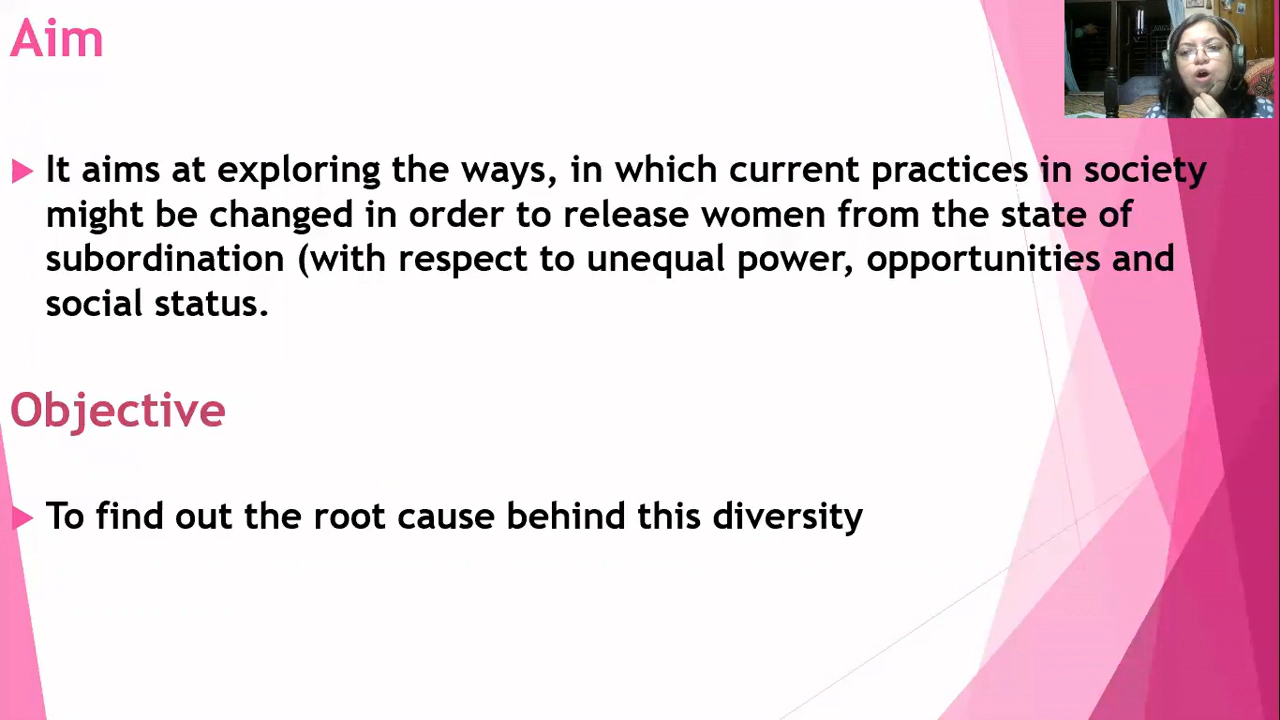 Aim
It aims at exploring the ways, in which current practices in society
might be changed in order to release women from the state of
subordination (with respect to unequal power, opportunities and
social status.
Objective
To find out the root cause behind this diversity